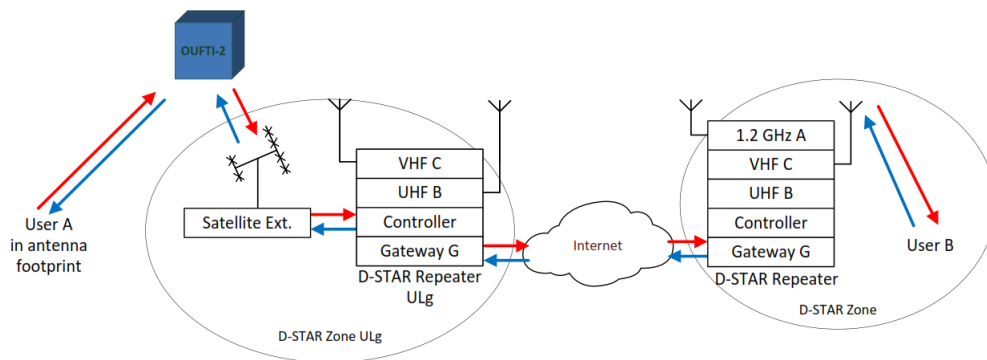 OUFTI-2
User A
in antenna
footprint
Satellite Ext.
VHF C
UHF B
Controller
Gateway G
D-STAR Repeater
ULg
D-STAR Zone ULg
Internet
1.2 GHz A
VHF C
UHF B
Controller
Gateway G
D-STAR Repeater
User B
D-STAR Zone